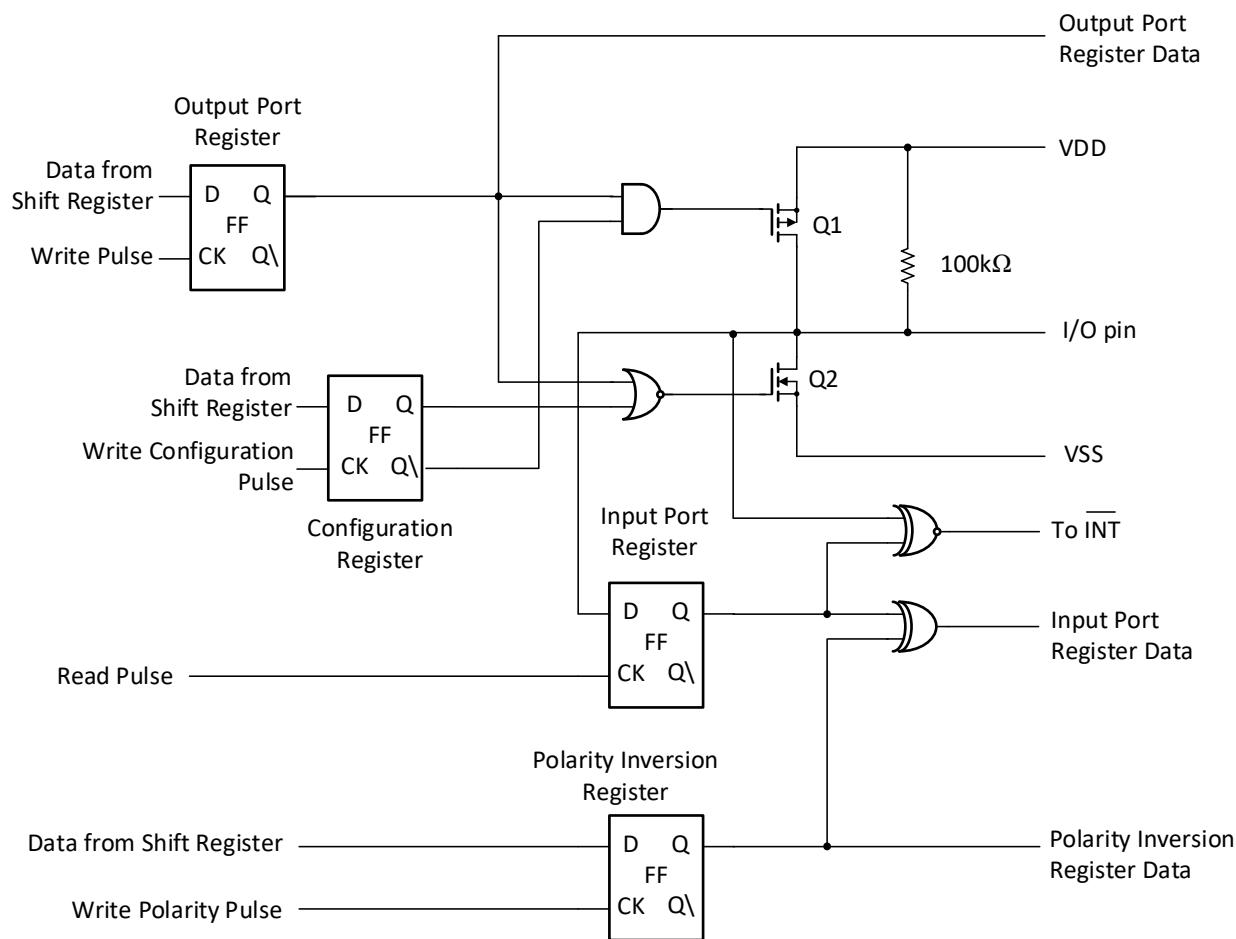 Output Port
Register Data
Output Port
Register
Data from
Shift Register
D Q
FF
CK Q\
Write Pulse
VDD
Q1
100kΩ
I/O pin
Q2
VSS
Data from
Shift Register
D Q
FF
CK Q\
Write Configuration
Pulse
Configuration
Register
Input Port
Register
To INT
D Q
FF
CK Q\
Read Pulse
Input Port
Register Data
Polarity Inversion
Register
Data from Shift Register
D Q
FF
CK Q\
Write Polarity Pulse
Polarity Inversion
Register Data